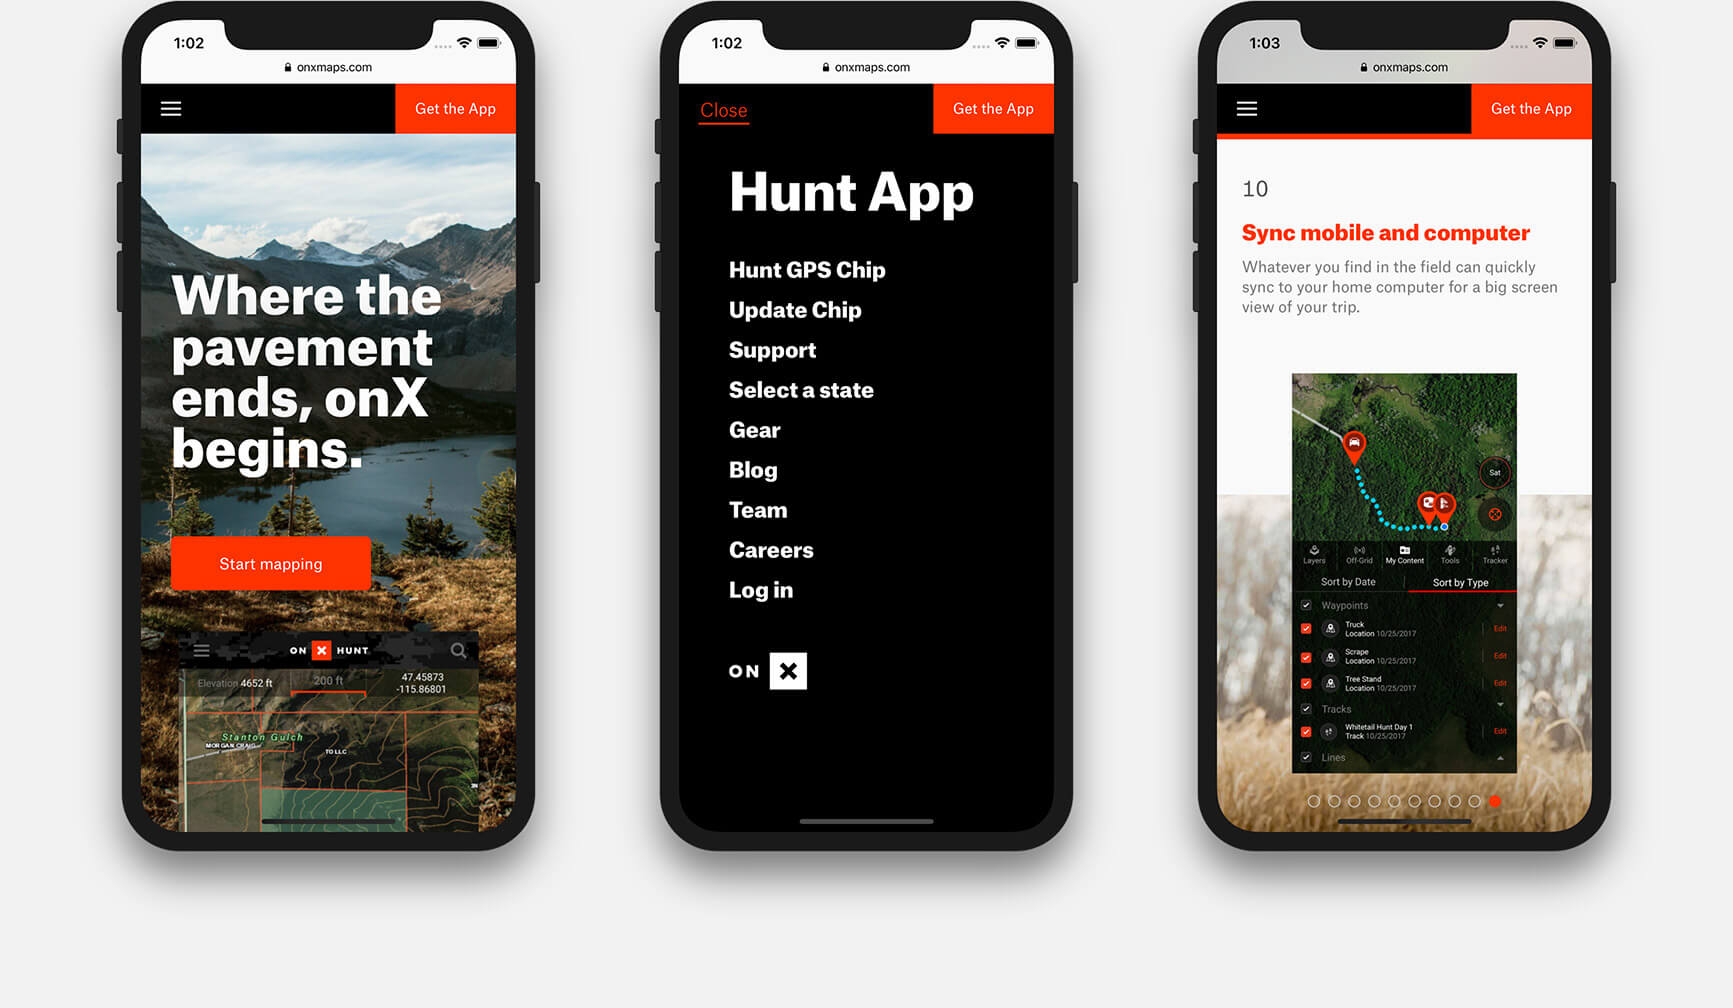 1:02
onxmaps.com
Get the App
Where the
pavement
ends, onX
begins.
Start mapping
ON X HUNT
Elevation 4652 ft
200 ft
47.45873
-115.86801
Stanton Gulch
MORGAN CRAIG
TO LLC
1:02
onxmaps.com
Close
Get the App
Hunt App
Hunt GPS Chip
Update Chip
Support
Select a state
Gear
Blog
Team
Careers
Log in
ON X
1:03
onxmaps.com
Get the App
10
Sync mobile and computer
Whatever you find in the field can quickly
sync to your home computer for a big screen
view of your trip.
Sat
Layers Off-Grid My Content Tools Tracker
Sort by Date Sort by Type
Waypoints
Truck
Location 10/25/2017 Edit
Scrape
Location 10/25/2017 Edit
Tree Stand
Location 10/25/2017 Edit
Tracks
Whitetail Hunt Day 1
Track 10/25/2017 Edit
Lines